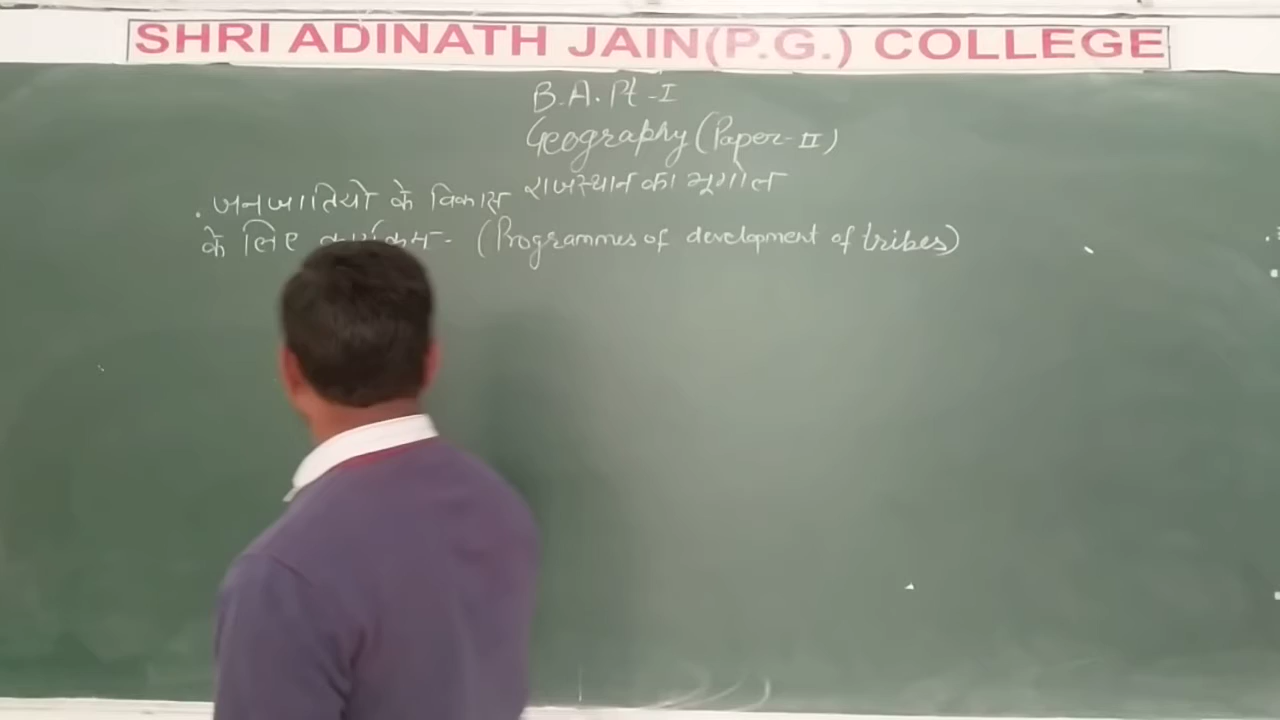 SHRI ADINATH JAIN(P.G.) COLLEGE
B.A. Pt-I
Geography (Paper-II)
राजस्थान का भूगोल
. जनजातियो के विकास
के लिए कार्यक्रम- (Programmes of development of tribes)